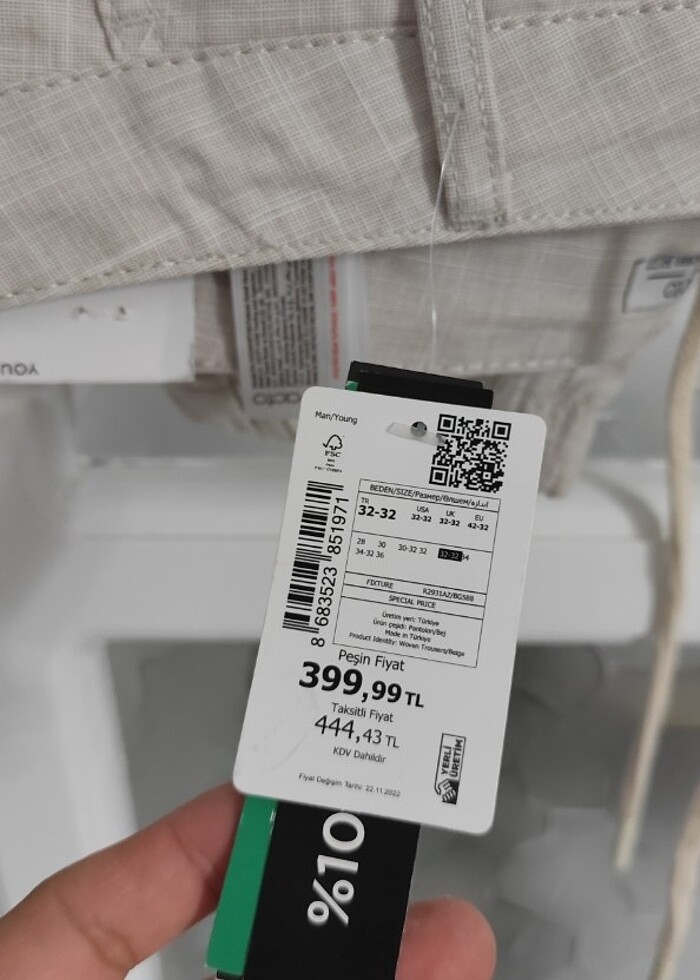 Man/Young
FSC
BEDEN/SIZE/Размер/Өлшем/اندازه
TR USA UK EU
32-32 32-32 32-32 42-32
28 30 30-32 32 32-32 34
34-32 36
FIXTURE R2931AZ/BG588
SPECIAL PRICE
Üretim yeri: Türkiye
Ürün çeşidi: Pantolon/Bej
Made in Türkiye
Product Identity: Woven Trousers/Beige
8 683523 851971
Peşin Fiyat
399,99 TL
Taksitli Fiyat
444,43 TL
KDV Dahildir
Fiyat Değişim Tarihi: 22.11.2022
YERLİ
ÜRETİM
%10
YOU